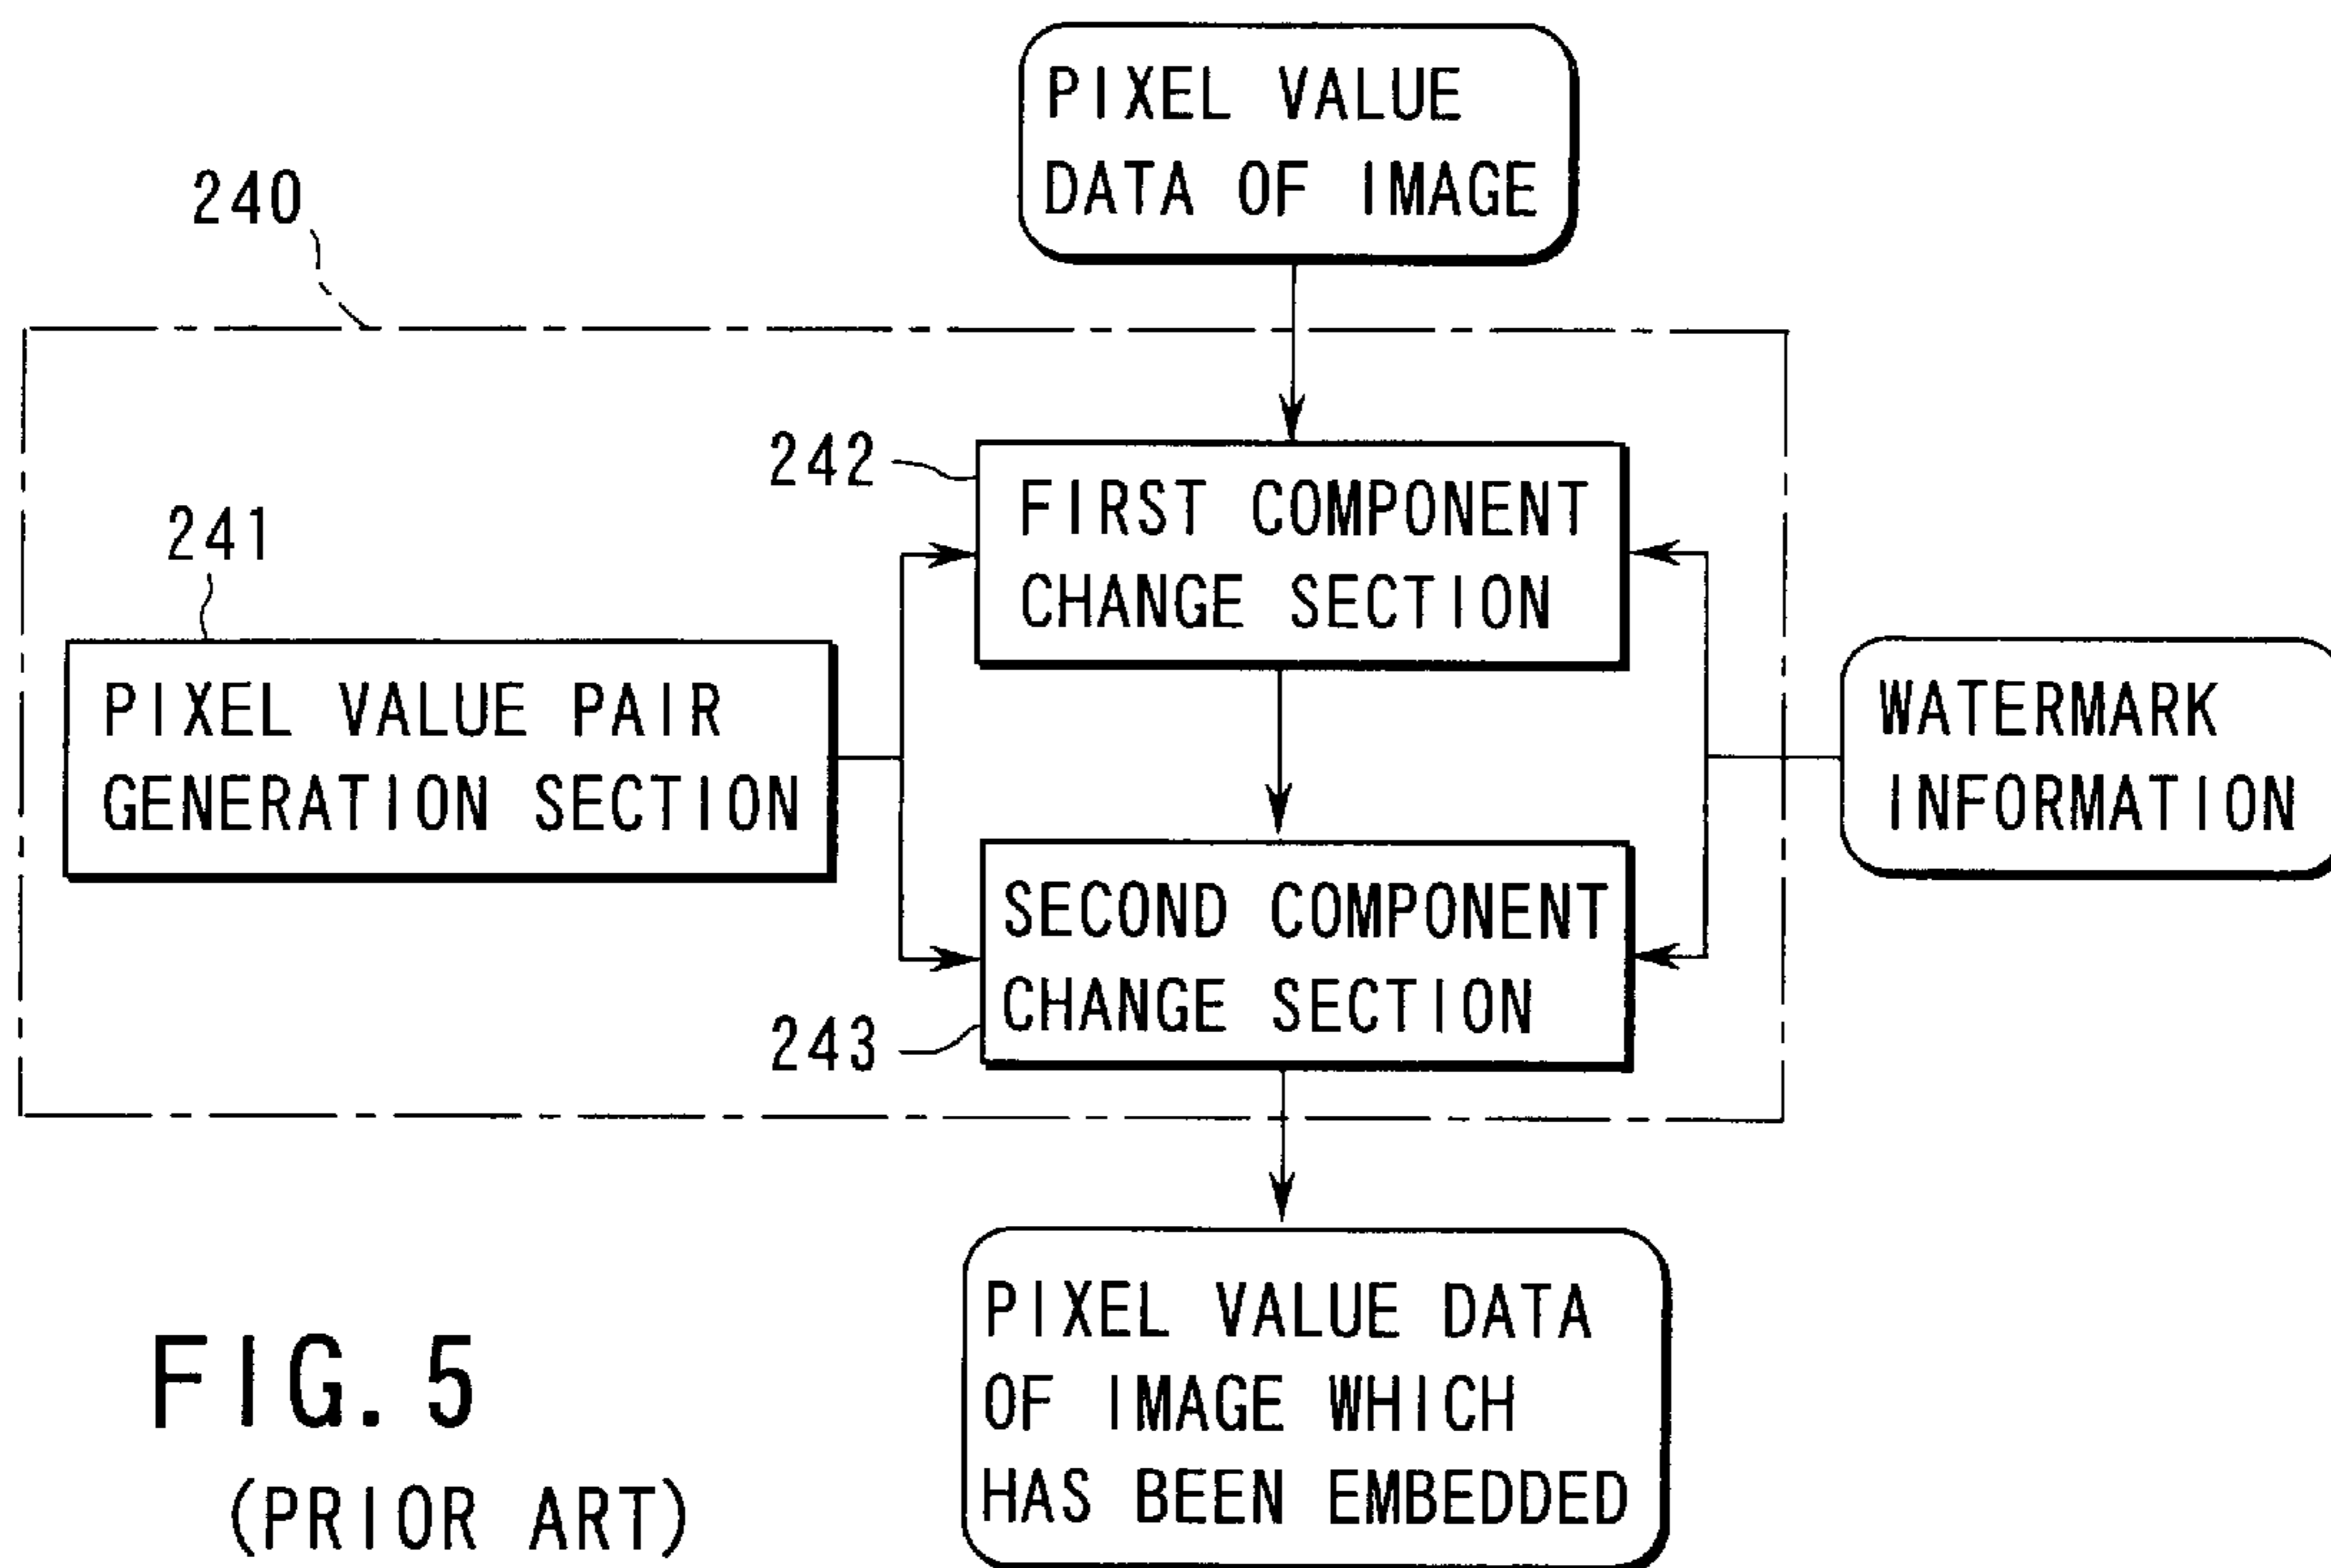 PIXEL VALUE
DATA OF IMAGE
240
242
FIRST COMPONENT
CHANGE SECTION
241
PIXEL VALUE PAIR
GENERATION SECTION
WATERMARK
INFORMATION
SECOND COMPONENT
CHANGE SECTION
243
PIXEL VALUE DATA
OF IMAGE WHICH
HAS BEEN EMBEDDED
FIG. 5
(PRIOR ART)